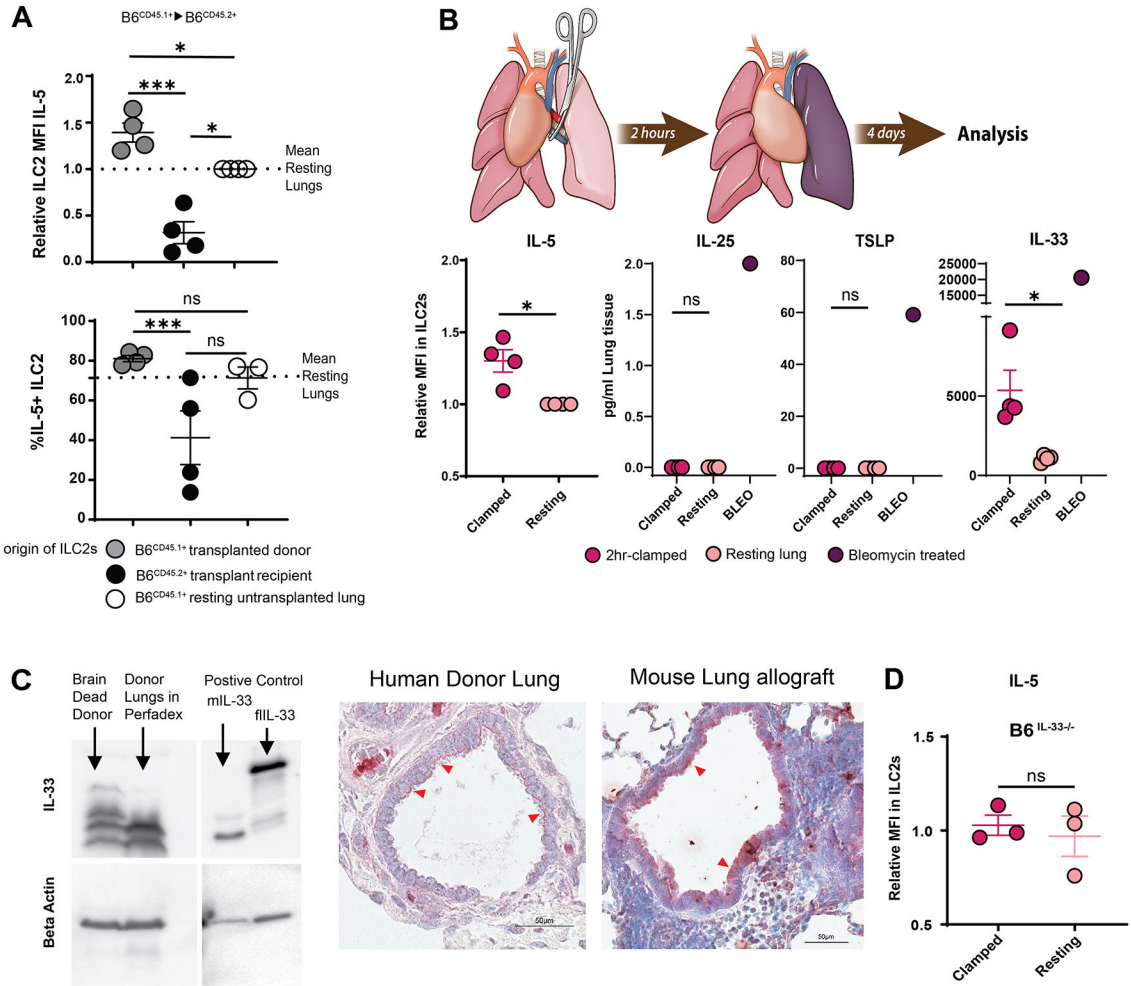 A
B6CD45.1+▶B6CD45.2+
*
***
*
Relative ILC2 MFI IL-5
2.0
1.5
1.0
0.5
0.0
Mean
Resting
Lungs
ns
***
ns
%IL-5+ ILC2
100
80
60
40
20
0
Mean
Resting
Lungs
origin of ILC2s
B6CD45.1+ transplanted donor
B6CD45.2+ transplant recipient
B6CD45.1+ resting untransplanted lung
B
2 hours
4 days
Analysis
IL-5
Relative MFI in ILC2s
2.0
1.5
1.0
0.5
*
Clamped
Resting
IL-25
pg/ml Lung tissue
2.0
1.5
1.0
0.5
0.0
ns
Clamped
Resting
BLEO
TSLP
80
60
40
20
0
ns
Clamped
Resting
BLEO
IL-33
25000
20000
15000
5000
0
*
Clamped
Resting
BLEO
2hr-clamped
Resting lung
Bleomycin treated
C
Brain
Dead
Donor
Donor
Lungs in
Perfadex
Postive Control
mIL-33
flIL-33
IL-33
Beta Actin
Human Donor Lung
50µm
Mouse Lung allograft
50µm
D
IL-5
B6 IL-33-/-
Relative MFI in ILC2s
1.5
1.0
0.5
ns
Clamped
Resting